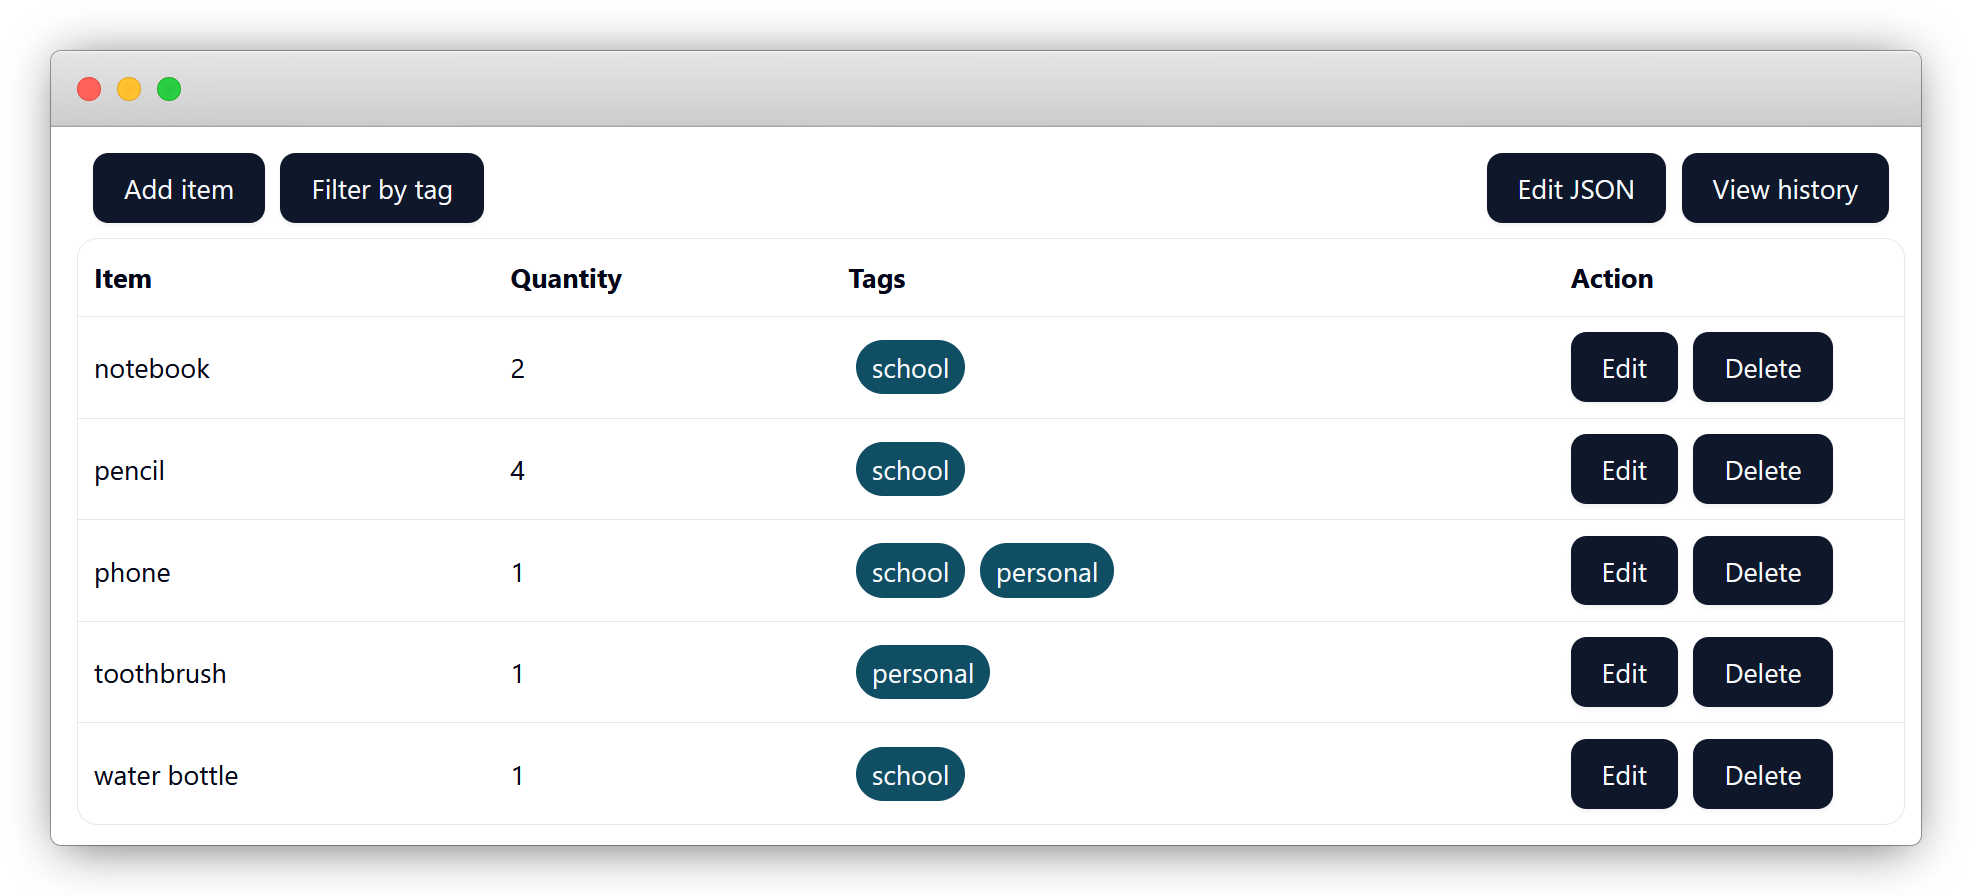 Add item Filter by tag Edit JSON View history
Item Quantity Tags Action
notebook 2 school Edit Delete
pencil 4 school Edit Delete
phone 1 school personal Edit Delete
toothbrush 1 personal Edit Delete
water bottle 1 school Edit Delete